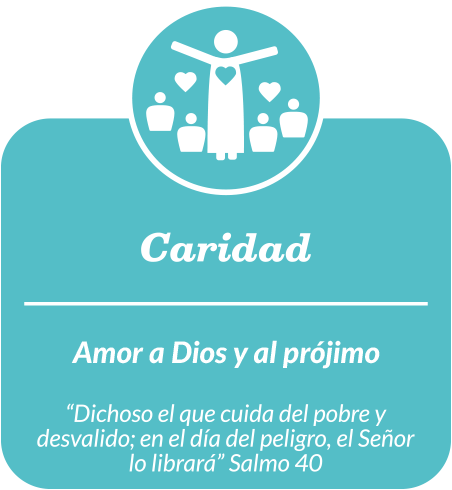 Caridad
Amor a Dios y al prójimo
“Dichoso el que cuida del pobre y
desvalido; en el día del peligro, el Señor
lo librará” Salmo 40